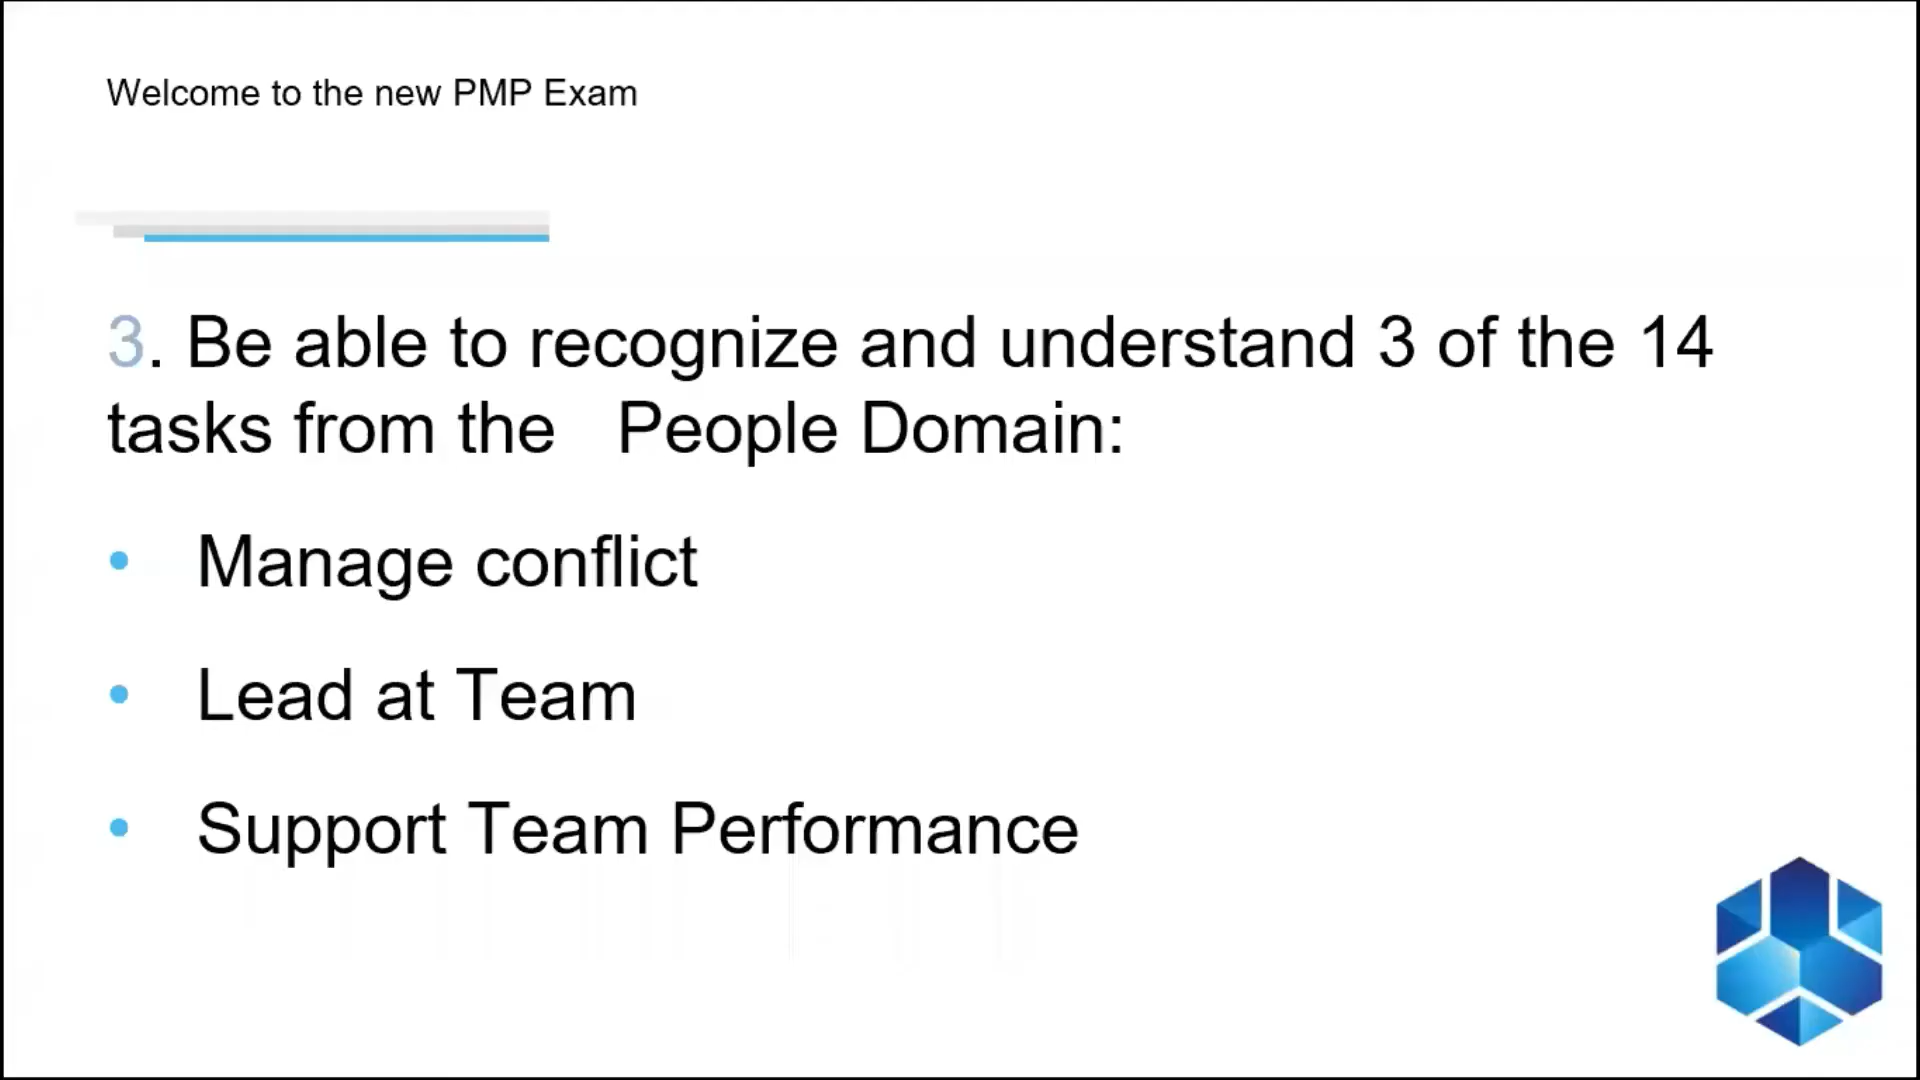 Welcome to the new PMP Exam
3. Be able to recognize and understand 3 of the 14
tasks from the People Domain:
• Manage conflict
• Lead at Team
• Support Team Performance